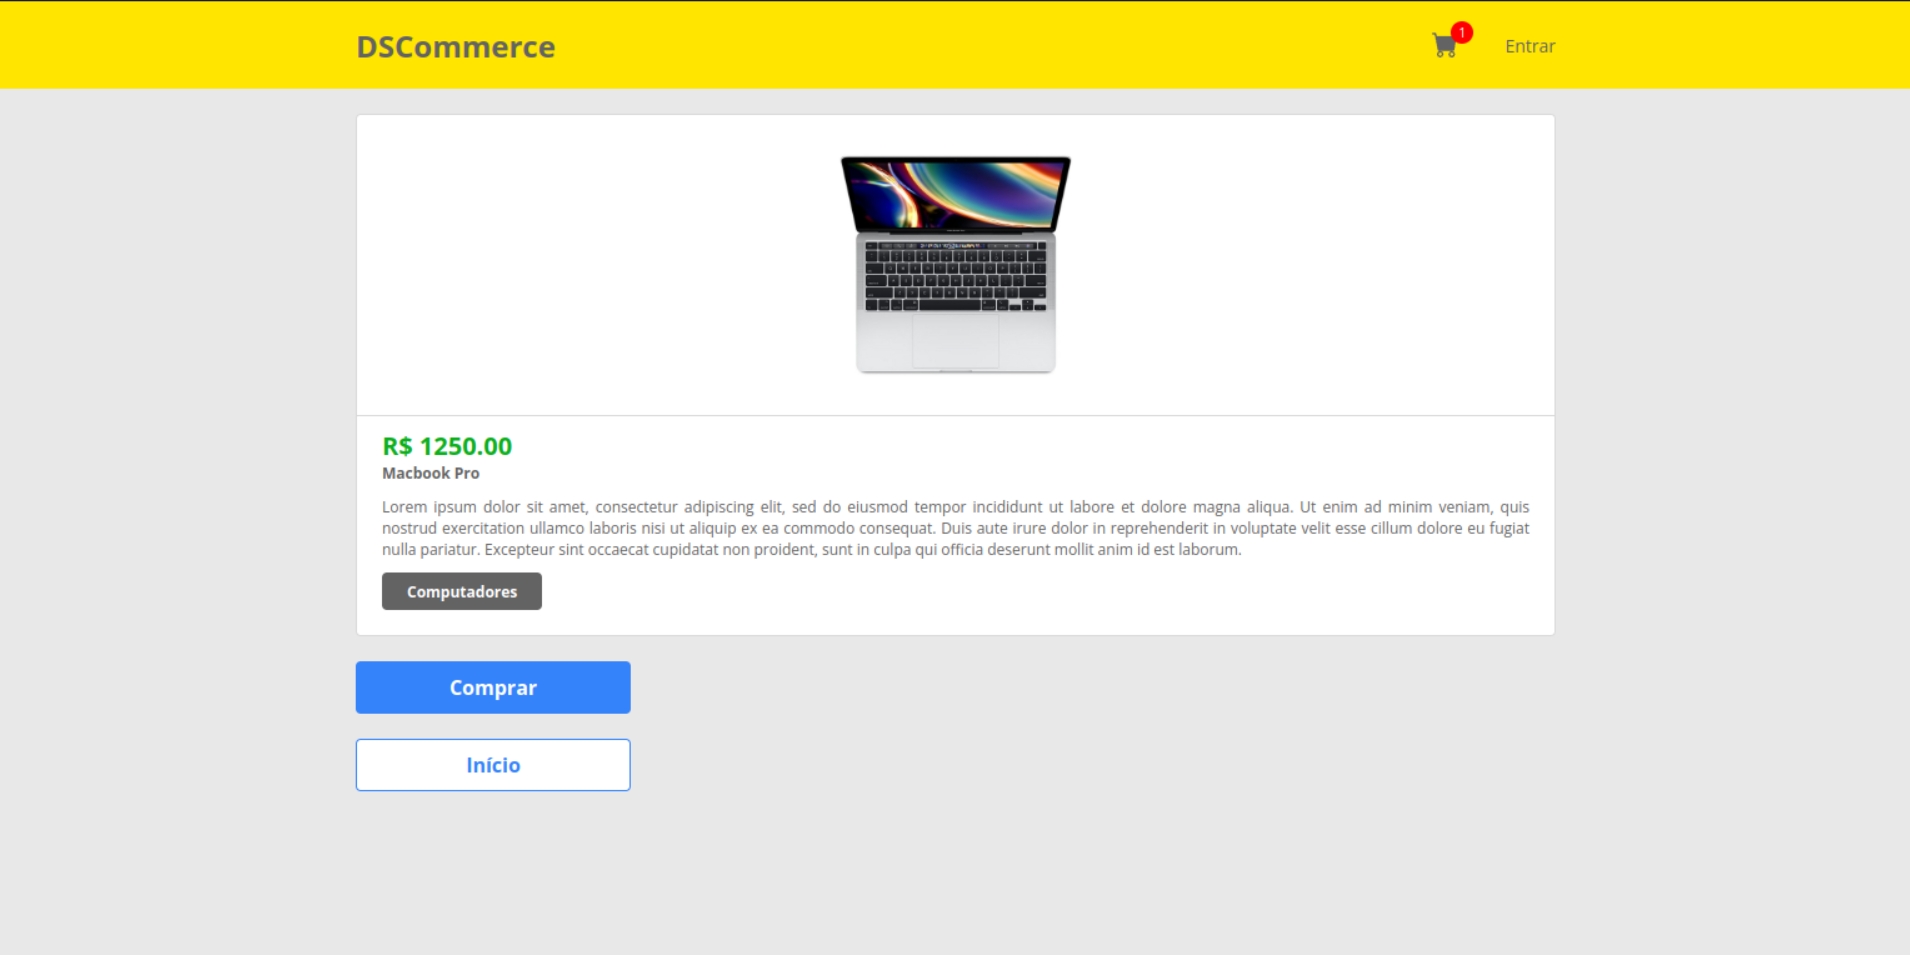 DSCommerce
1
Entrar
R$ 1250.00
Macbook Pro
Lorem ipsum dolor sit amet, consectetur adipiscing elit, sed do eiusmod tempor incididunt ut labore et dolore magna aliqua. Ut enim ad minim veniam, quis
nostrud exercitation ullamco laboris nisi ut aliquip ex ea commodo consequat. Duis aute irure dolor in reprehenderit in voluptate velit esse cillum dolore eu fugiat
nulla pariatur. Excepteur sint occaecat cupidatat non proident, sunt in culpa qui officia deserunt mollit anim id est laborum.
Computadores
Comprar
Início